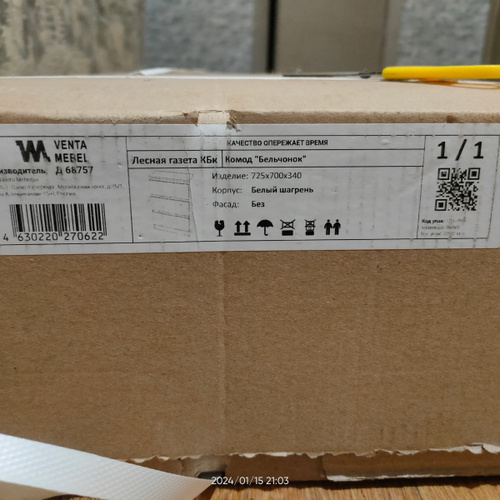 КАЧЕСТВО ОПЕРЕЖАЕТ ВРЕМЯ
VENTA
MEBEL
Д 68757
Лесная газета КБк
Комод "Бельчонок"
Изделие: 725x700x340
Корпус: Белый шагрень
Фасад: Без
1 / 1
4 630220 270622
2024/01/15 21:03